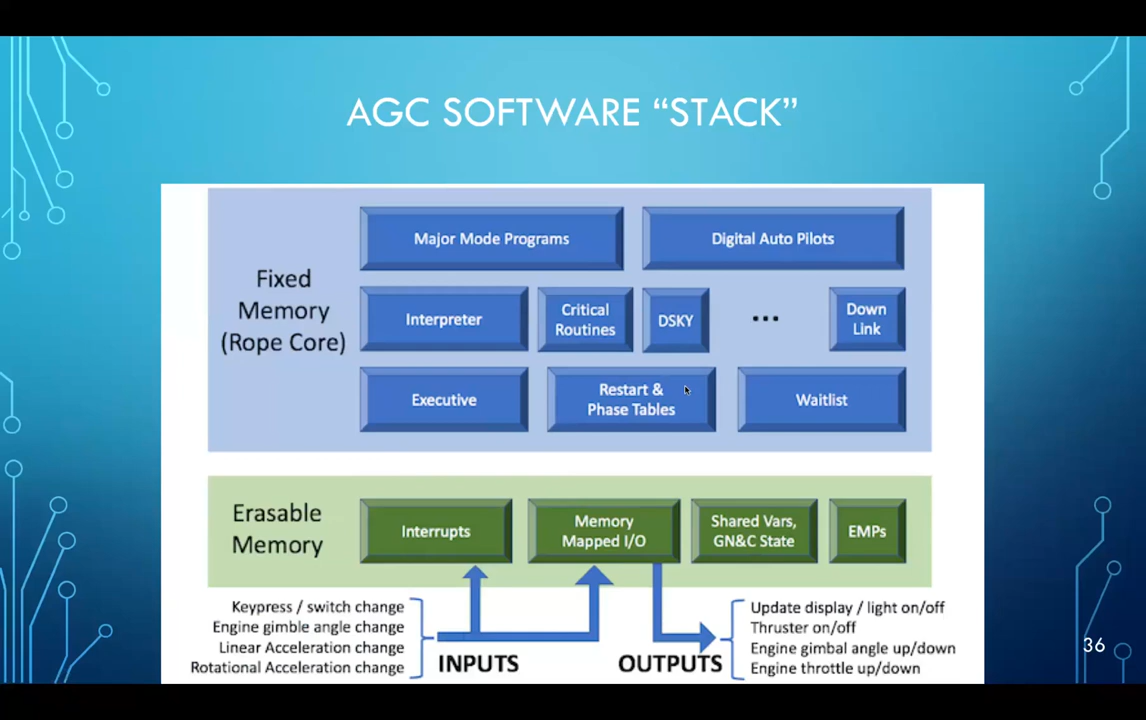 AGC SOFTWARE “STACK”
Fixed
Memory
(Rope Core)
Major Mode Programs
Digital Auto Pilots
Interpreter
Critical
Routines
DSKY
...
Down
Link
Executive
Restart &
Phase Tables
Waitlist
Erasable
Memory
Interrupts
Memory
Mapped I/O
Shared Vars,
GN&C State
EMPs
Keypress / switch change
Engine gimble angle change
Linear Acceleration change
Rotational Acceleration change
INPUTS
OUTPUTS
Update display / light on/off
Thruster on/off
Engine gimbal angle up/down
Engine throttle up/down
36